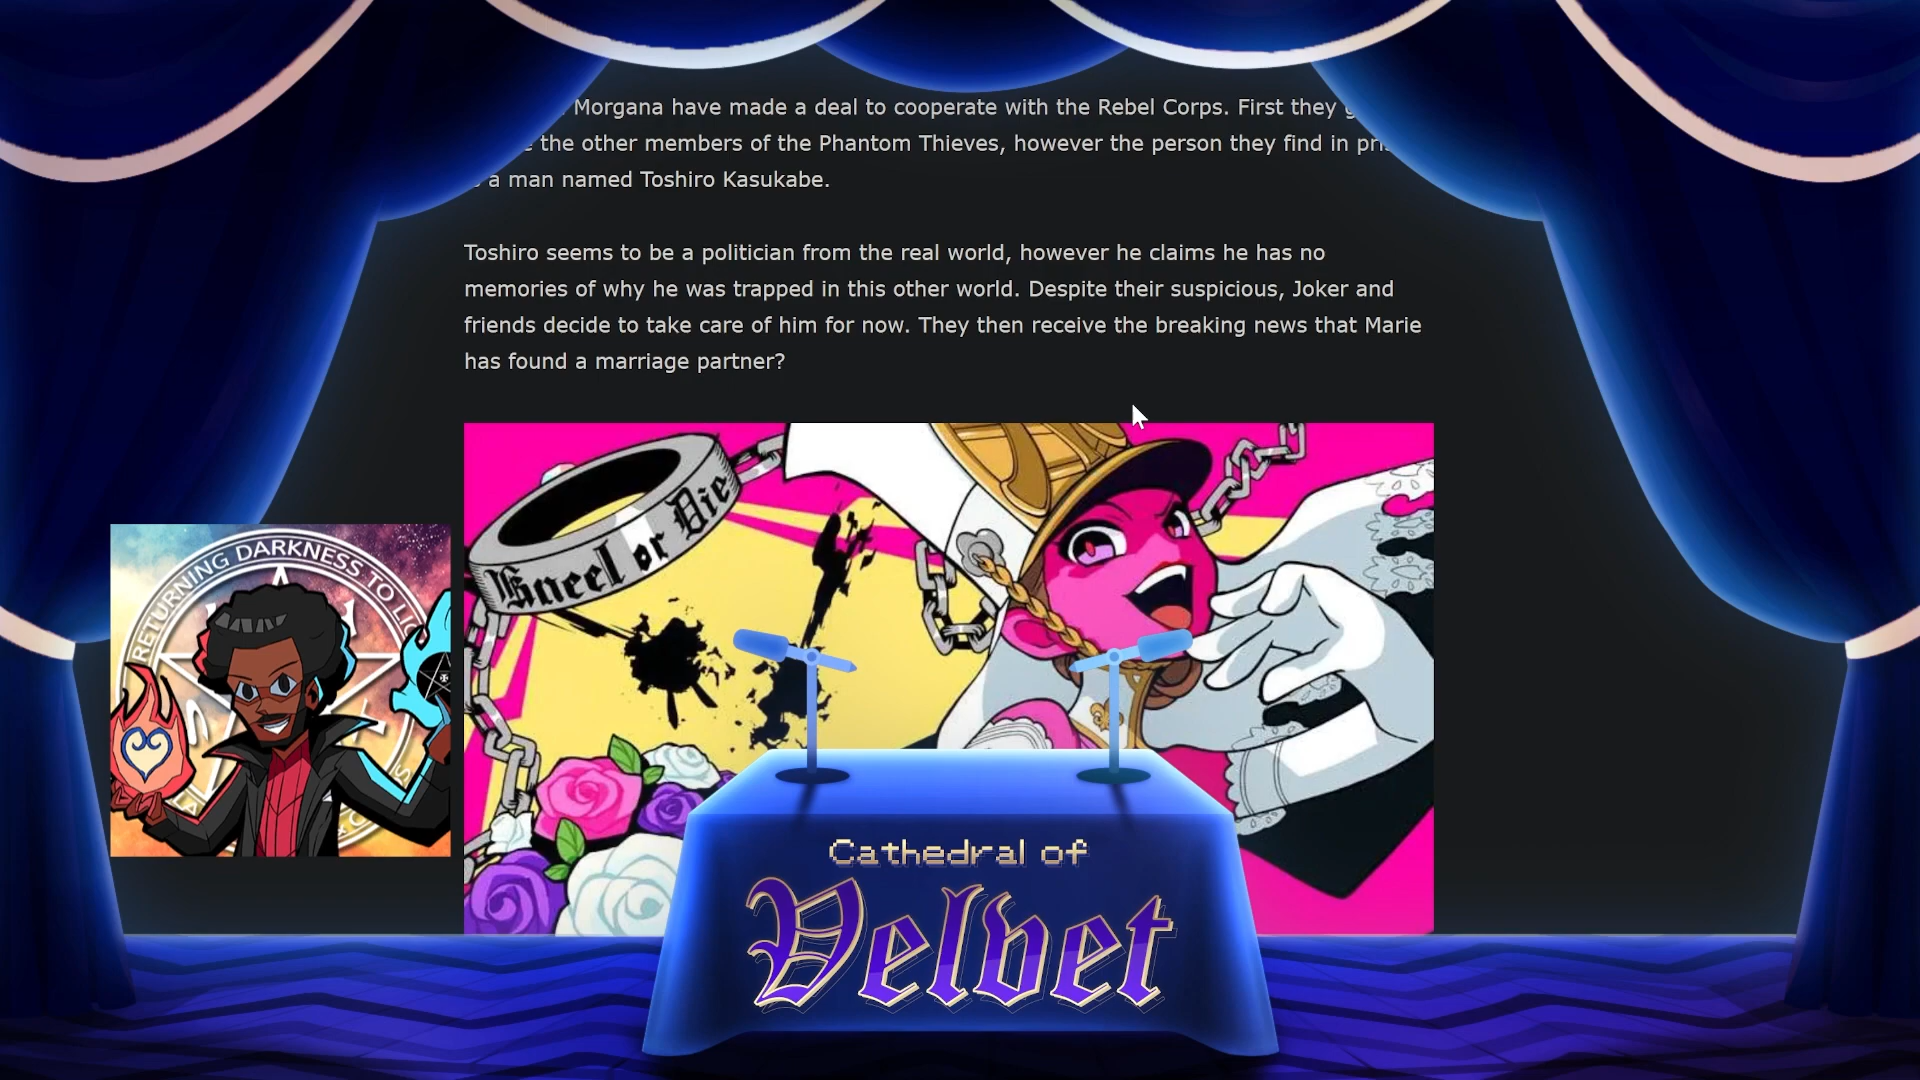 Morgana have made a deal to cooperate with the Rebel Corps. First they
the other members of the Phantom Thieves, however the person they find in
a man named Toshiro Kasukabe.
Toshiro seems to be a politician from the real world, however he claims he has no
memories of why he was trapped in this other world. Despite their suspicious, Joker and
friends decide to take care of him for now. They then receive the breaking news that Marie
has found a marriage partner?
Kneel or Die
RETURNING DARKNESS TO
Cathedral of
Velvet